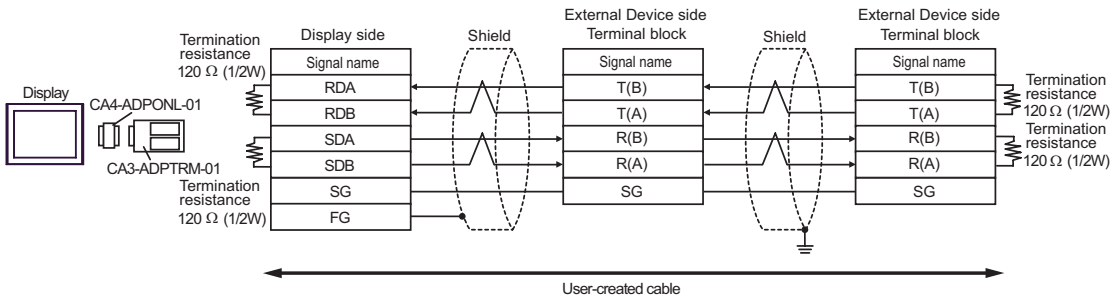 Display
CA4-ADPONL-01
CA3-ADPTRM-01
Termination
resistance
120 Ω (1/2W)
Termination
resistance
120 Ω (1/2W)
Display side
Signal name
RDA
RDB
SDA
SDB
SG
FG
Shield
External Device side
Terminal block
Signal name
T(B)
T(A)
R(B)
R(A)
SG
Shield
External Device side
Terminal block
Signal name
T(B)
T(A)
R(B)
R(A)
SG
Termination
resistance
120 Ω (1/2W)
Termination
resistance
120 Ω (1/2W)
User-created cable